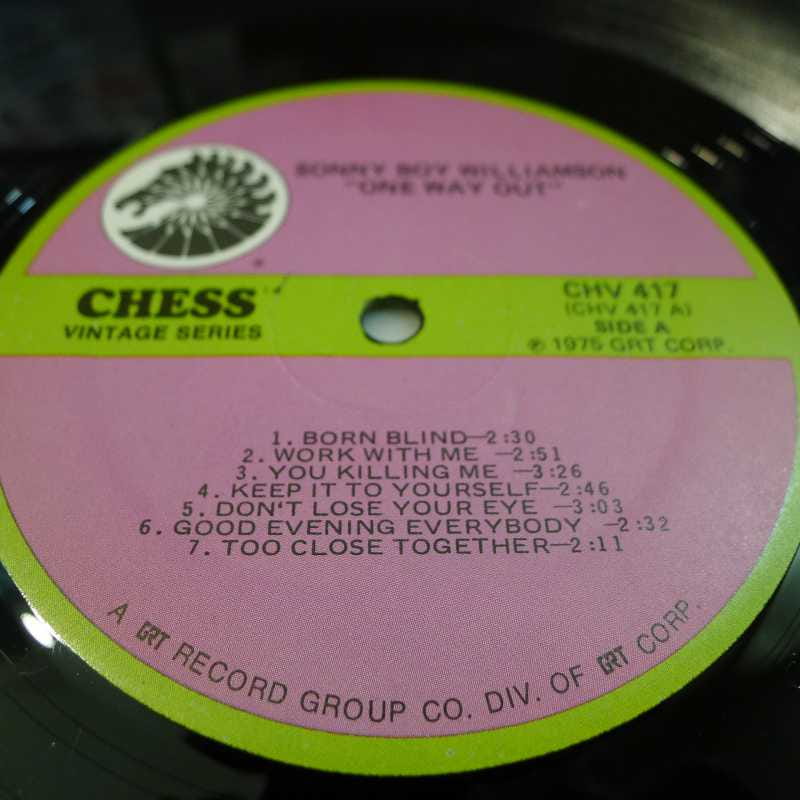 SONNY BOY WILLIAMSON
"ONE WAY OUT"
CHESS
VINTAGE SERIES
CHV 417
(CHV 417 A)
SIDE A
℗ 1975 GRT CORP.
1. BORN BLIND—2:30
2. WORK WITH ME —2:51
3. YOU KILLING ME —3:26
4. KEEP IT TO YOURSELF—2:46
5. DON'T LOSE YOUR EYE —3:03
6. GOOD EVENING EVERYBODY —2:32
7. TOO CLOSE TOGETHER—2:11
A GRT RECORD GROUP CO. DIV. OF GRT CORP.